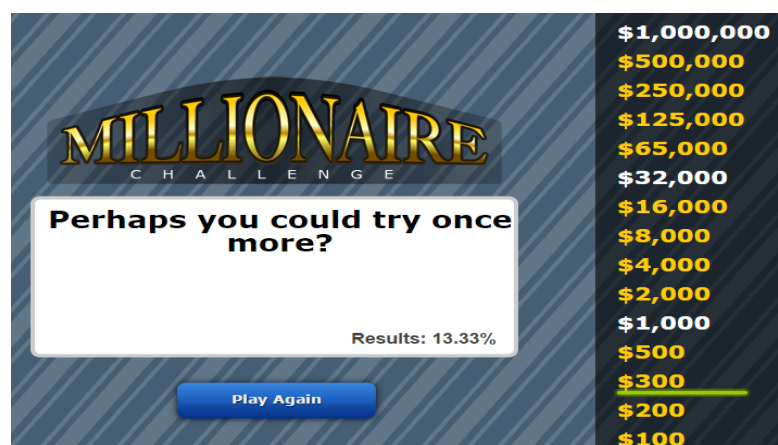 MILLIONAIRE
CHALLENGE
Perhaps you could try once
more?
Results: 13.33%
Play Again
$1,000,000
$500,000
$250,000
$125,000
$65,000
$32,000
$16,000
$8,000
$4,000
$2,000
$1,000
$500
$300
$200
$100